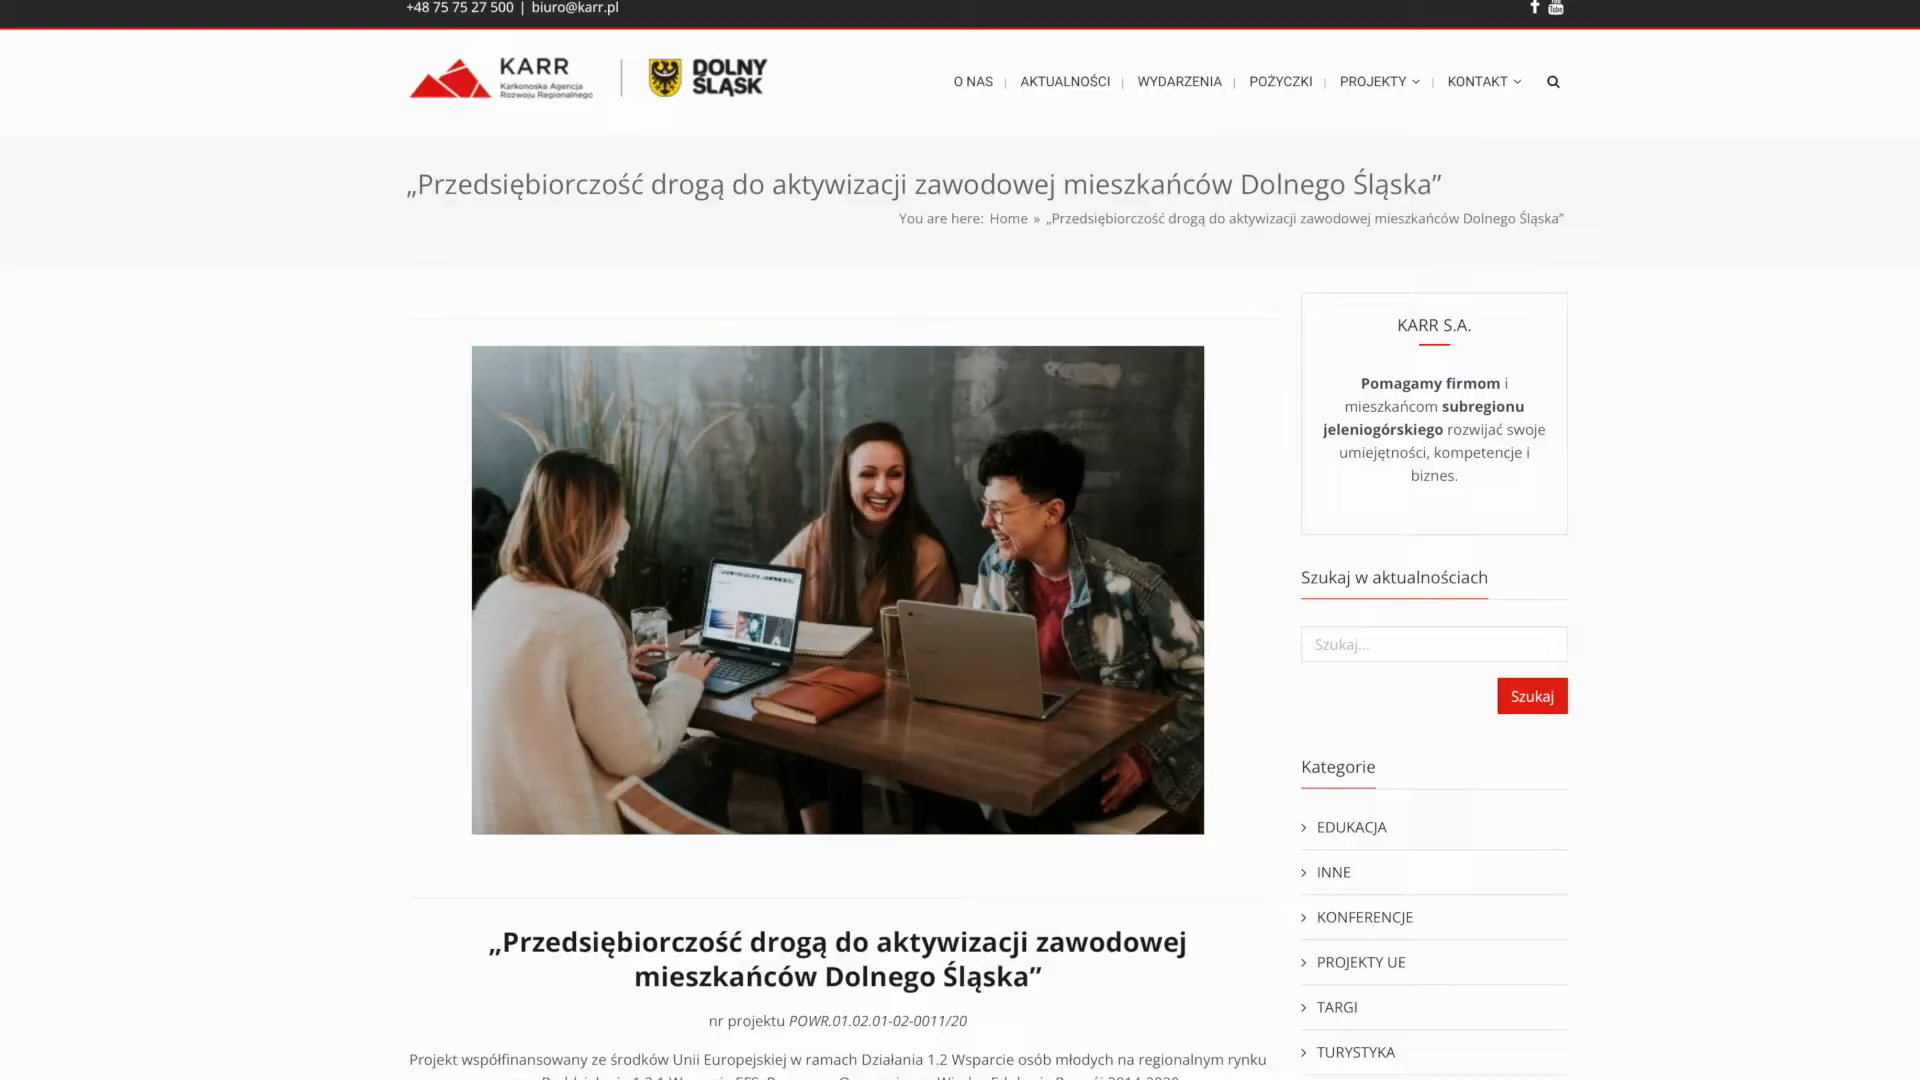 +48 75 75 27 500 | biuro@karr.pl
KARR
Karkonoska Agencja
Rozwoju Regionalnego
DOLNY
ŚLĄSK
O NAS | AKTUALNOŚCI | WYDARZENIA | POŻYCZKI | PROJEKTY | KONTAKT
„Przedsiębiorczość drogą do aktywizacji zawodowej mieszkańców Dolnego Śląska”
You are here: Home » „Przedsiębiorczość drogą do aktywizacji zawodowej mieszkańców Dolnego Śląska”
KARR S.A.
Pomagamy firmom i
mieszkańcom subregionu
jeleniogórskiego rozwijać swoje
umiejętności, kompetencje i
biznes.
Szukaj w aktualnościach
Szukaj...
Szukaj
Kategorie
EDUKACJA
INNE
KONFERENCJE
PROJEKTY UE
TARGI
TURYSTYKA
„Przedsiębiorczość drogą do aktywizacji zawodowej
mieszkańców Dolnego Śląska”
nr projektu POWR.01.02.01-02-0011/20
Projekt współfinansowany ze środków Unii Europejskiej w ramach Działania 1.2 Wsparcie osób młodych na regionalnym rynku